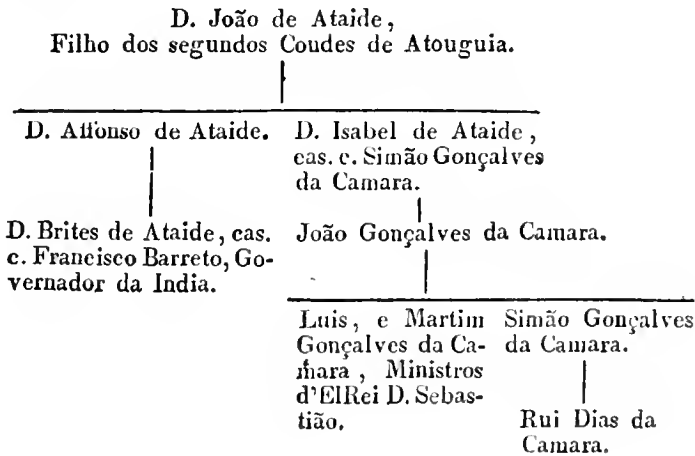 D. João de Ataide,
Filho dos segundos Coudes de Atouguia.
D. Affonso de Ataide.
D. Isabel de Ataide,
cas. c. Simão Gonçalves
da Camara.
D. Brites de Ataide, cas.
c. Francisco Barreto, Go-
vernador da India.
João Gonçalves da Camara.
Luis, e Martim
Gonçalves da Ca-
mara, Ministros
d'ElRei D. Sebas-
tião.
Simão Gonçalves
da Camara.
Rui Dias da
Camara.